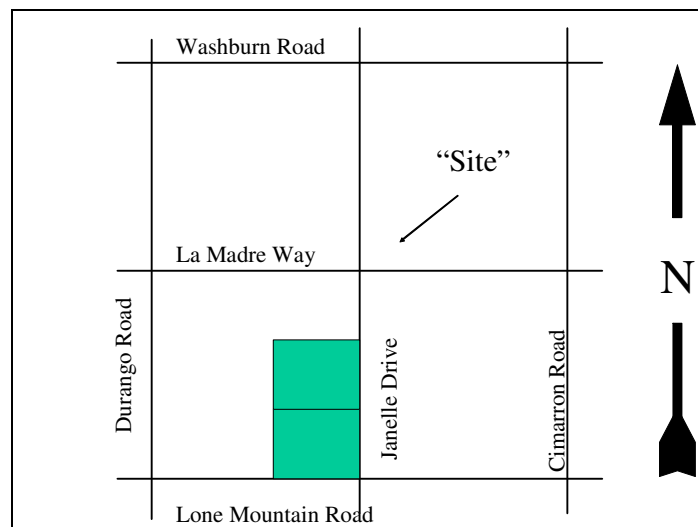 Washburn Road
“Site”
La Madre Way
N
Durango Road
Janelle Drive
Cimarron Road
Lone Mountain Road